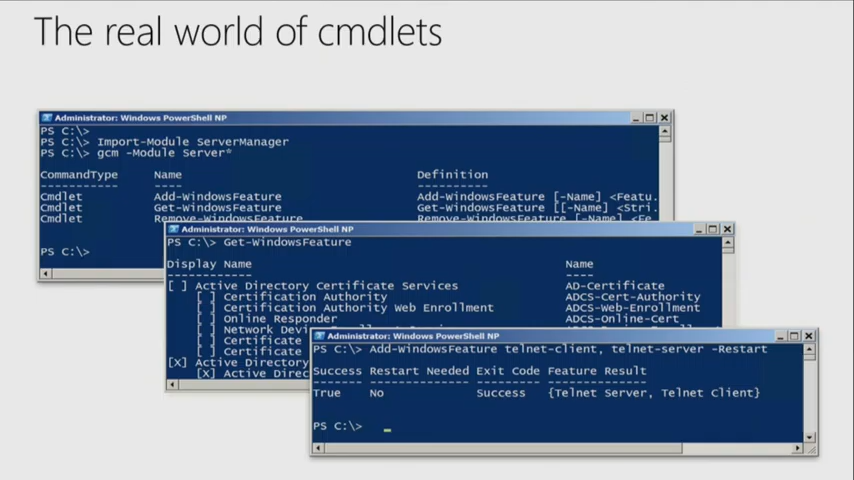 The real world of cmdlets
Administrator: Windows PowerShell NP
PS C:\>
PS C:\> Import-Module ServerManager
PS C:\> gcm -Module Server*
CommandType Name Definition
----------- ---- ----------
Cmdlet Add-WindowsFeature Add-WindowsFeature [-Name] <Featu.
Cmdlet Get-WindowsFeature Get-WindowsFeature [[-Name] <Stri.
Cmdlet Remove-WindowsFeature Remove-WindowsFeature [-Name] <Fe
PS C:\>
Administrator: Windows PowerShell NP
PS C:\> Get-WindowsFeature
Display Name Name
------------ ----
[ ] Active Directory Certificate Services AD-Certificate
[ ] Certification Authority ADCS-Cert-Authority
[ ] Certification Authority Web Enrollment ADCS-Web-Enrollment
[ ] Online Responder ADCS-Online-Cert
[ ] Network
[ ] Certificate
[ ] Certificate
[X] Active Directory
[X] Active Direc
Administrator: Windows PowerShell NP
PS C:\> Add-WindowsFeature telnet-client, telnet-server -Restart
Success Restart Needed Exit Code Feature Result
------- -------------- --------- --------------
True No Success {Telnet Server, Telnet Client}
PS C:\> _